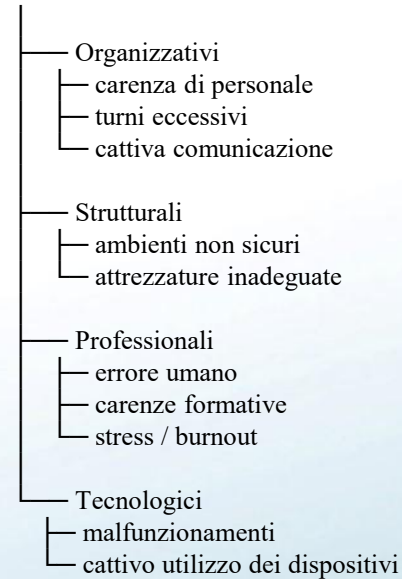 Organizzativi
carenza di personale
turni eccessivi
cattiva comunicazione
Strutturali
ambienti non sicuri
attrezzature inadeguate
Professionali
errore umano
carenze formative
stress / burnout
Tecnologici
malfunzionamenti
cattivo utilizzo dei dispositivi